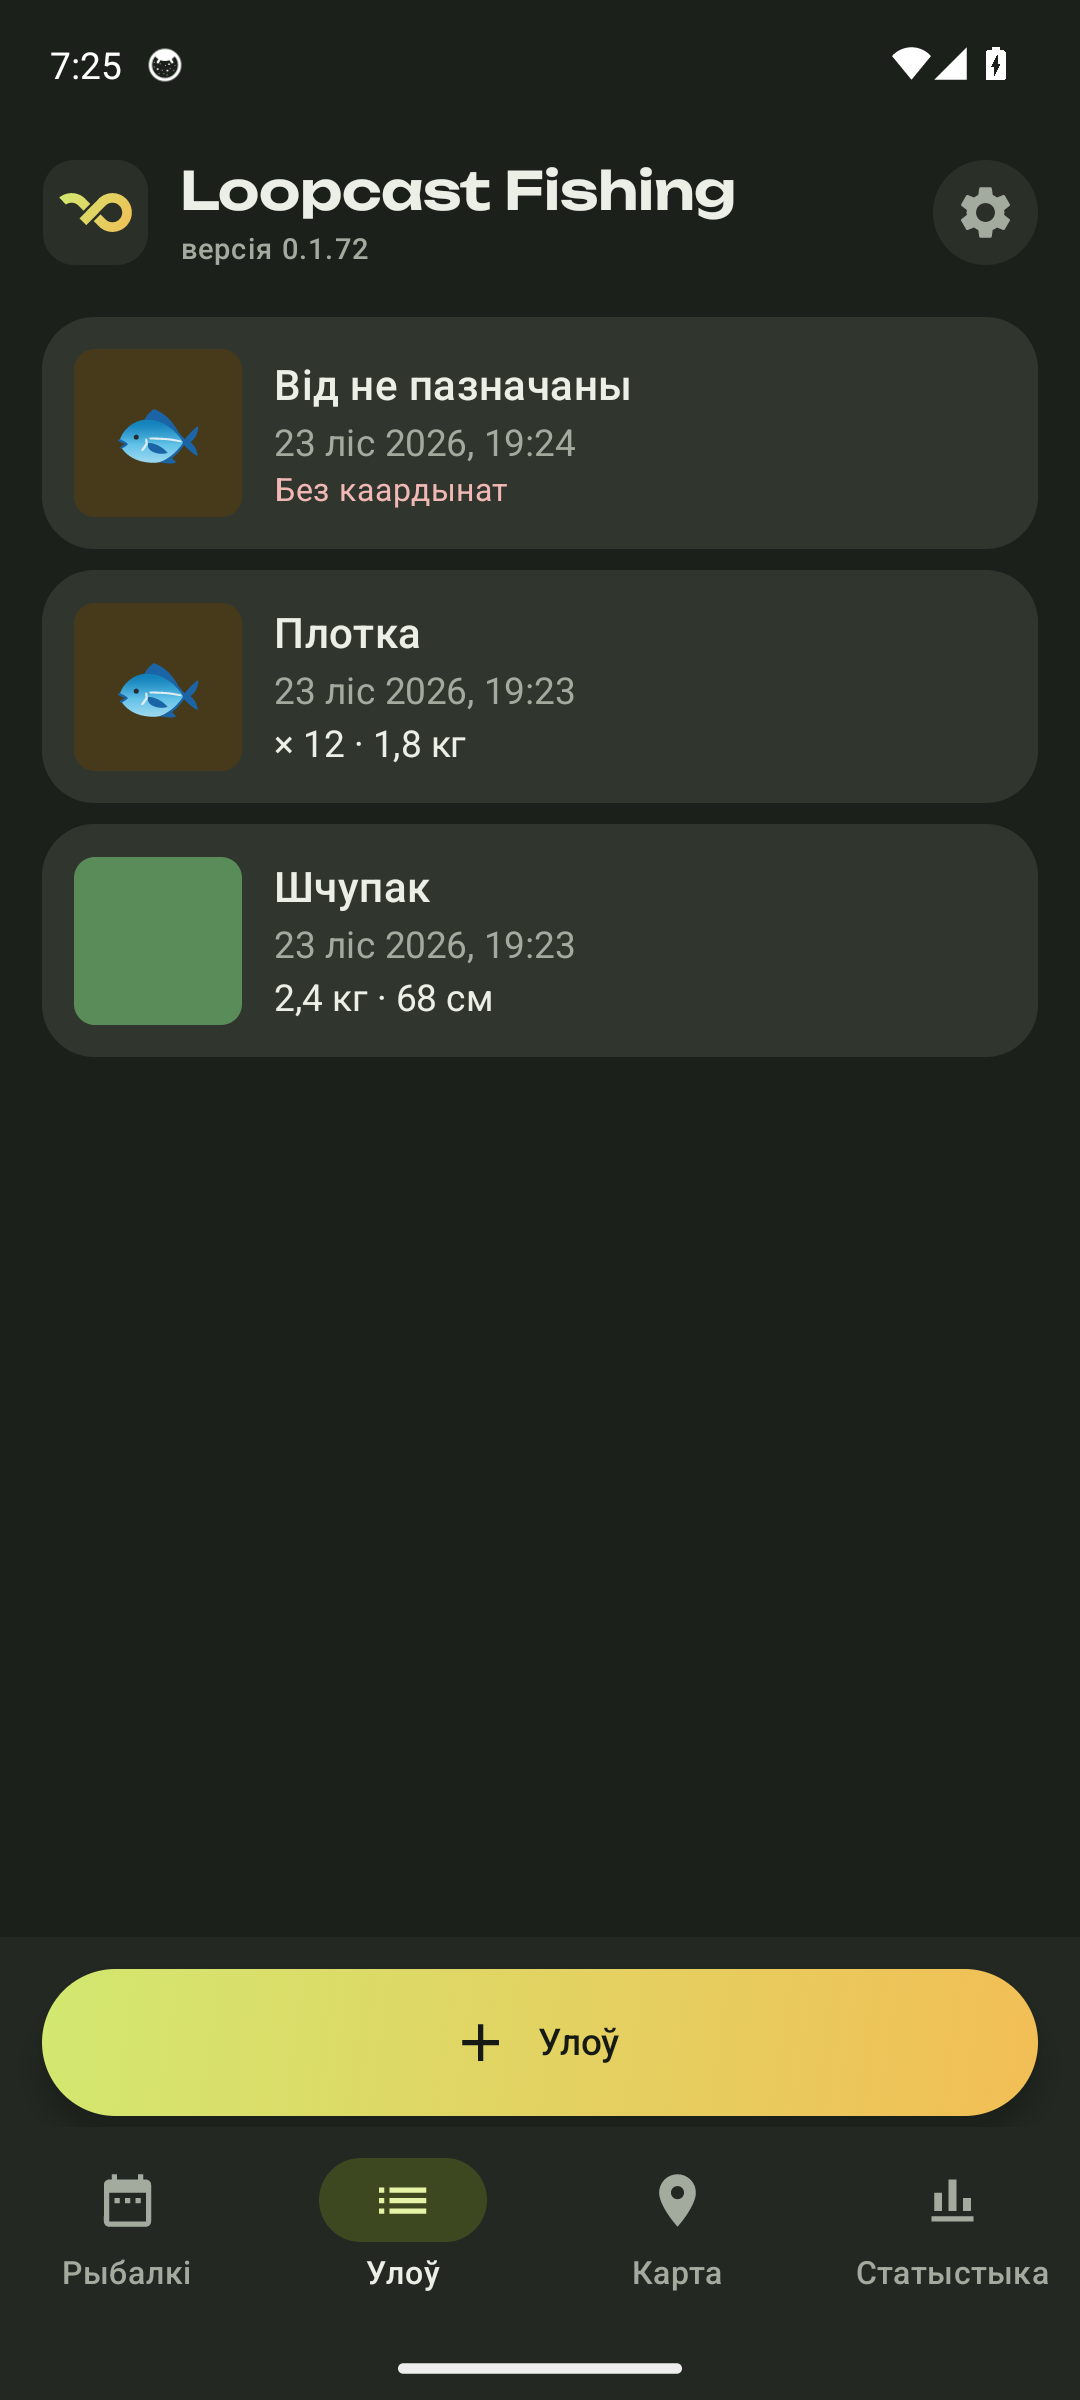 7:25
Loopcast Fishing
версія 0.1.72
Від не пазначаны
23 ліс 2026, 19:24
Без каардынат
Плотка
23 ліс 2026, 19:23
× 12 · 1,8 кг
Шчупак
23 ліс 2026, 19:23
2,4 кг · 68 см
+ Улоў
Рыбалкі
Улоў
Карта
Статыстыка